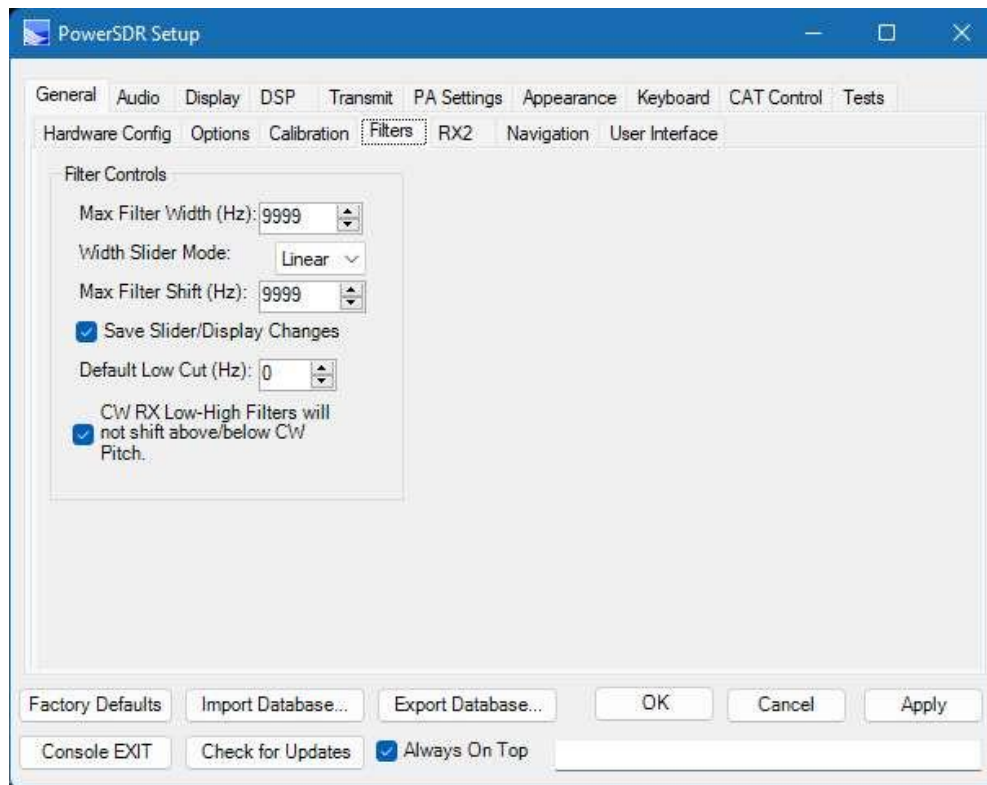 PowerSDR Setup
General Audio Display DSP Transmit PA Settings Appearance Keyboard CAT Control Tests
Hardware Config Options Calibration Filters RX2 Navigation User Interface
Filter Controls
Max Filter Width (Hz): 9999
Width Slider Mode: Linear
Max Filter Shift (Hz): 9999
Save Slider/Display Changes
Default Low Cut (Hz): 0
CW RX Low-High Filters will
not shift above/below CW
Pitch.
Factory Defaults Import Database... Export Database... OK Cancel Apply
Console EXIT Check for Updates Always On Top